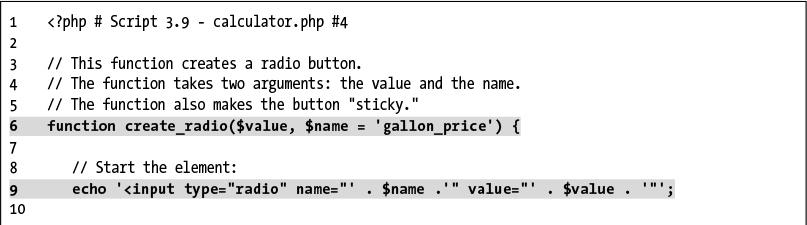 1 <?php # Script 3.9 - calculator.php #4
2
3 // This function creates a radio button.
4 // The function takes two arguments: the value and the name.
5 // The function also makes the button "sticky."
6 function create_radio($value, $name = 'gallon_price') {
7
8 // Start the element:
9 echo '<input type="radio" name="' . $name .'" value="' . $value . '"';
10